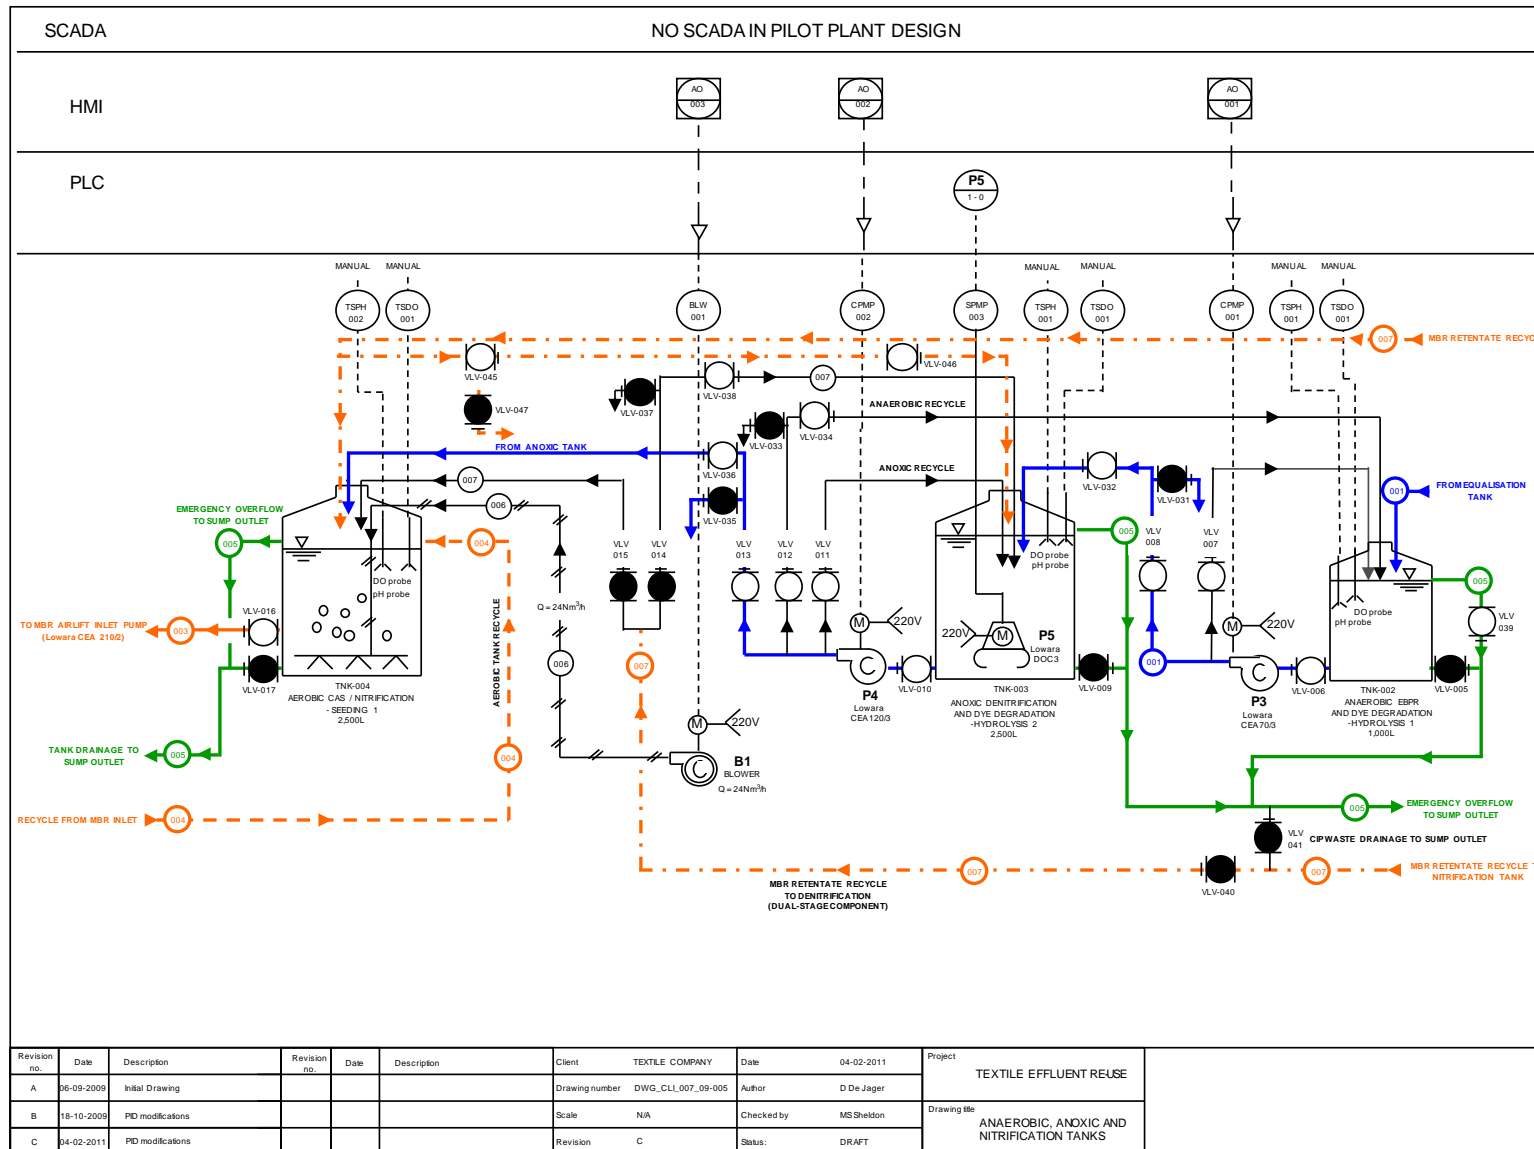 SCADA
NO SCADA IN PILOT PLANT DESIGN
HMI
AO
003
AO
002
AO
001
PLC
P5
1 - 0
MANUAL
MANUAL
MANUAL
MANUAL
MANUAL
MANUAL
TSPH
002
TSDO
001
BLW
001
CPMP
002
SPMP
003
TSPH
001
TSDO
001
CPMP
001
TSPH
001
TSDO
001
007
MBR RETENTATE RECYC
VLV-045
VLV-046
VLV-047
VLV-037
VLV-038
007
VLV-033
VLV-034
ANAEROBIC RECYCLE
FROM ANOXIC TANK
VLV-036
ANOXIC RECYCLE
VLV-032
VLV-031
007
006
VLV-035
001
FROM EQUALISATION
TANK
EMERGENCY OVERFLOW
TO SUMP OUTLET
005
004
VLV
015
VLV
014
VLV
013
VLV
012
VLV
011
005
VLV
008
VLV
007
DO probe
pH probe
DO probe
pH probe
DO probe
pH probe
005
Q = 24Nm³/h
VLV-016
TO MBR AIRLIFT INLET PUMP
(Lowara CEA 210/2)
003
VLV
039
M
220V
220V
M
P5
Lowara
DOC3
M
220V
AEROBIC TANK RECYCLE
006
007
C
P4
Lowara
CEA120/3
VLV-010
VLV-009
001
C
P3
Lowara
CEA70/3
VLV-006
VLV-005
VLV-017
TNK-004
AEROBIC CAS / NITRIFICATION
- SEEDING 1
2,500L
TNK-003
ANOXIC DENITRIFICATION
AND DYE DEGRADATION
-HYDROLYSIS 2
2,500L
TNK-002
ANAEROBIC EBPR
AND DYE DEGRADATION
-HYDROLYSIS 1
1,000L
M
220V
TANK DRAINAGE TO
SUMP OUTLET
005
004
C
B1
BLOWER
Q = 24Nm³/h
RECYCLE FROM MBR INLET
004
005
EMERGENCY OVERFLOW
TO SUMP OUTLET
VLV
041
CIP WASTE DRAINAGE TO SUMP OUTLET
007
VLV-040
007
MBR RETENTATE RECYCLE T
NITRIFICATION TANK
MBR RETENTATE RECYCLE
TO DENITRIFICATION
(DUAL-STAGE COMPONENT)
Revision no. Date Description Revision no. Date Description Client TEXTILE COMPANY Date 04-02-2011 Project
TEXTILE EFFLUENT RE-USE
A 06-09-2009 Initial Drawing Drawing number DWG_CLI_007_09-005 Author D De Jager
B 18-10-2009 PID modifications Scale N/A Checked by MS Sheldon Drawing title
ANAEROBIC, ANOXIC AND
NITRIFICATION TANKS
C 04-02-2011 PID modifications Revision C Status: DRAFT